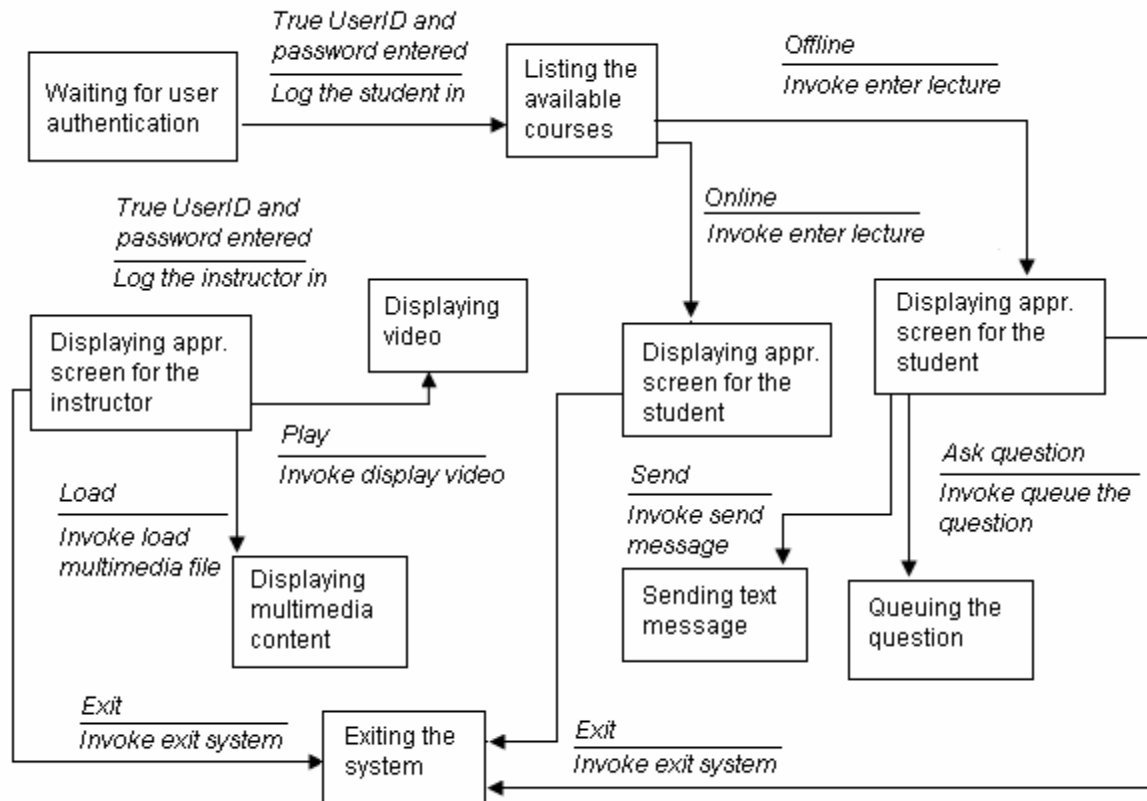 True UserID and
password entered
Log the student in
Offline
Invoke enter lecture
Waiting for user
authentication
Listing the
available
courses
Online
Invoke enter lecture
True UserID and
password entered
Log the instructor in
Displaying
video
Displaying appr.
screen for the
student
Displaying appr.
screen for the
instructor
Displaying appr.
screen for the
student
Play
Invoke display video
Ask question
Invoke queue the
question
Send
Invoke send
message
Load
Invoke load
multimedia file
Displaying
multimedia
content
Sending text
message
Queuing the
question
Exit
Invoke exit system
Exiting the
system
Exit
Invoke exit system